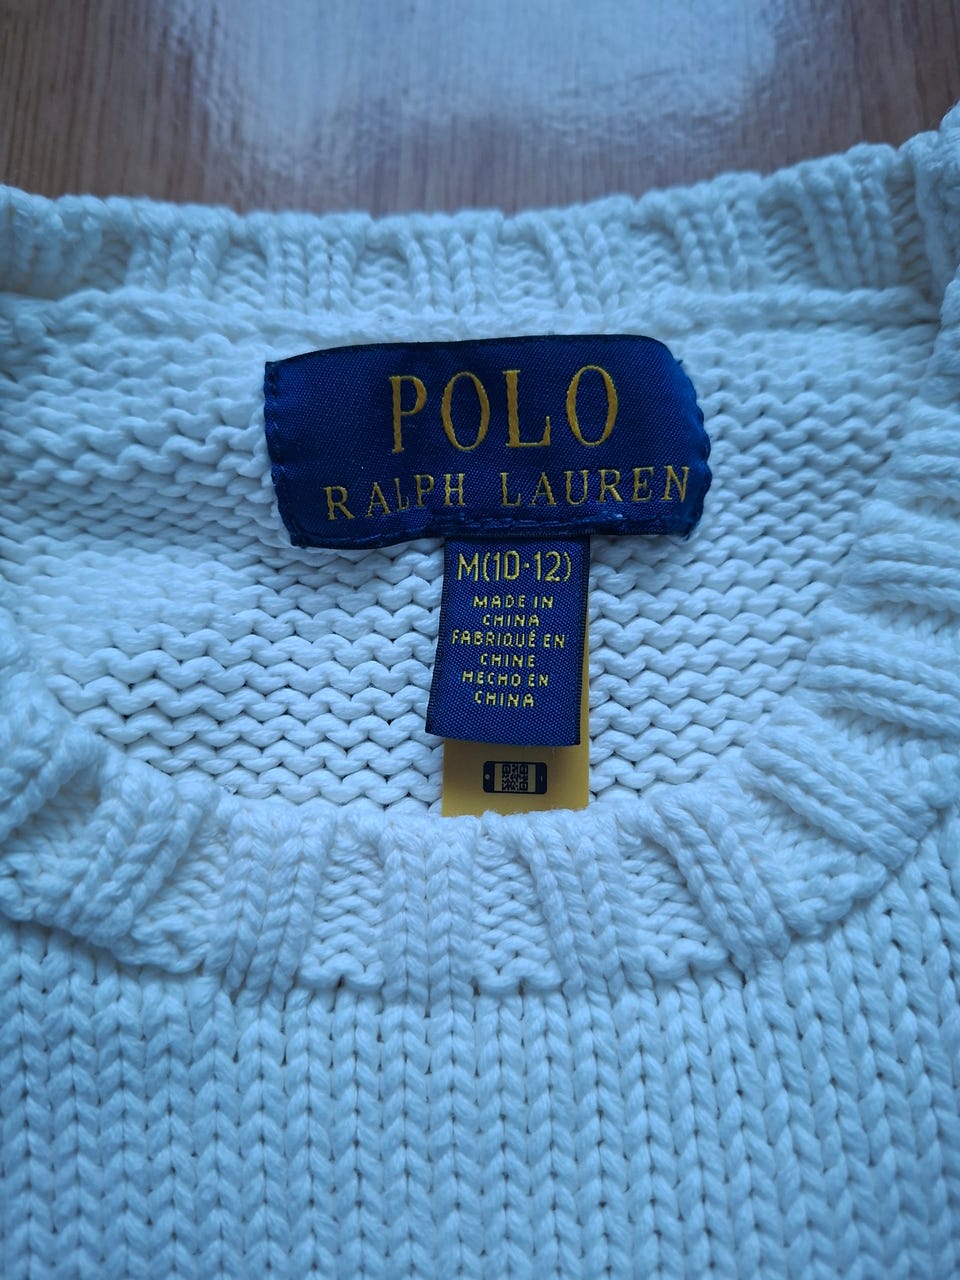 POLO
RALPH LAUREN
M(10-12)
MADE IN
CHINA
FABRIQUÉ EN
CHINE
HECHO EN
CHINA